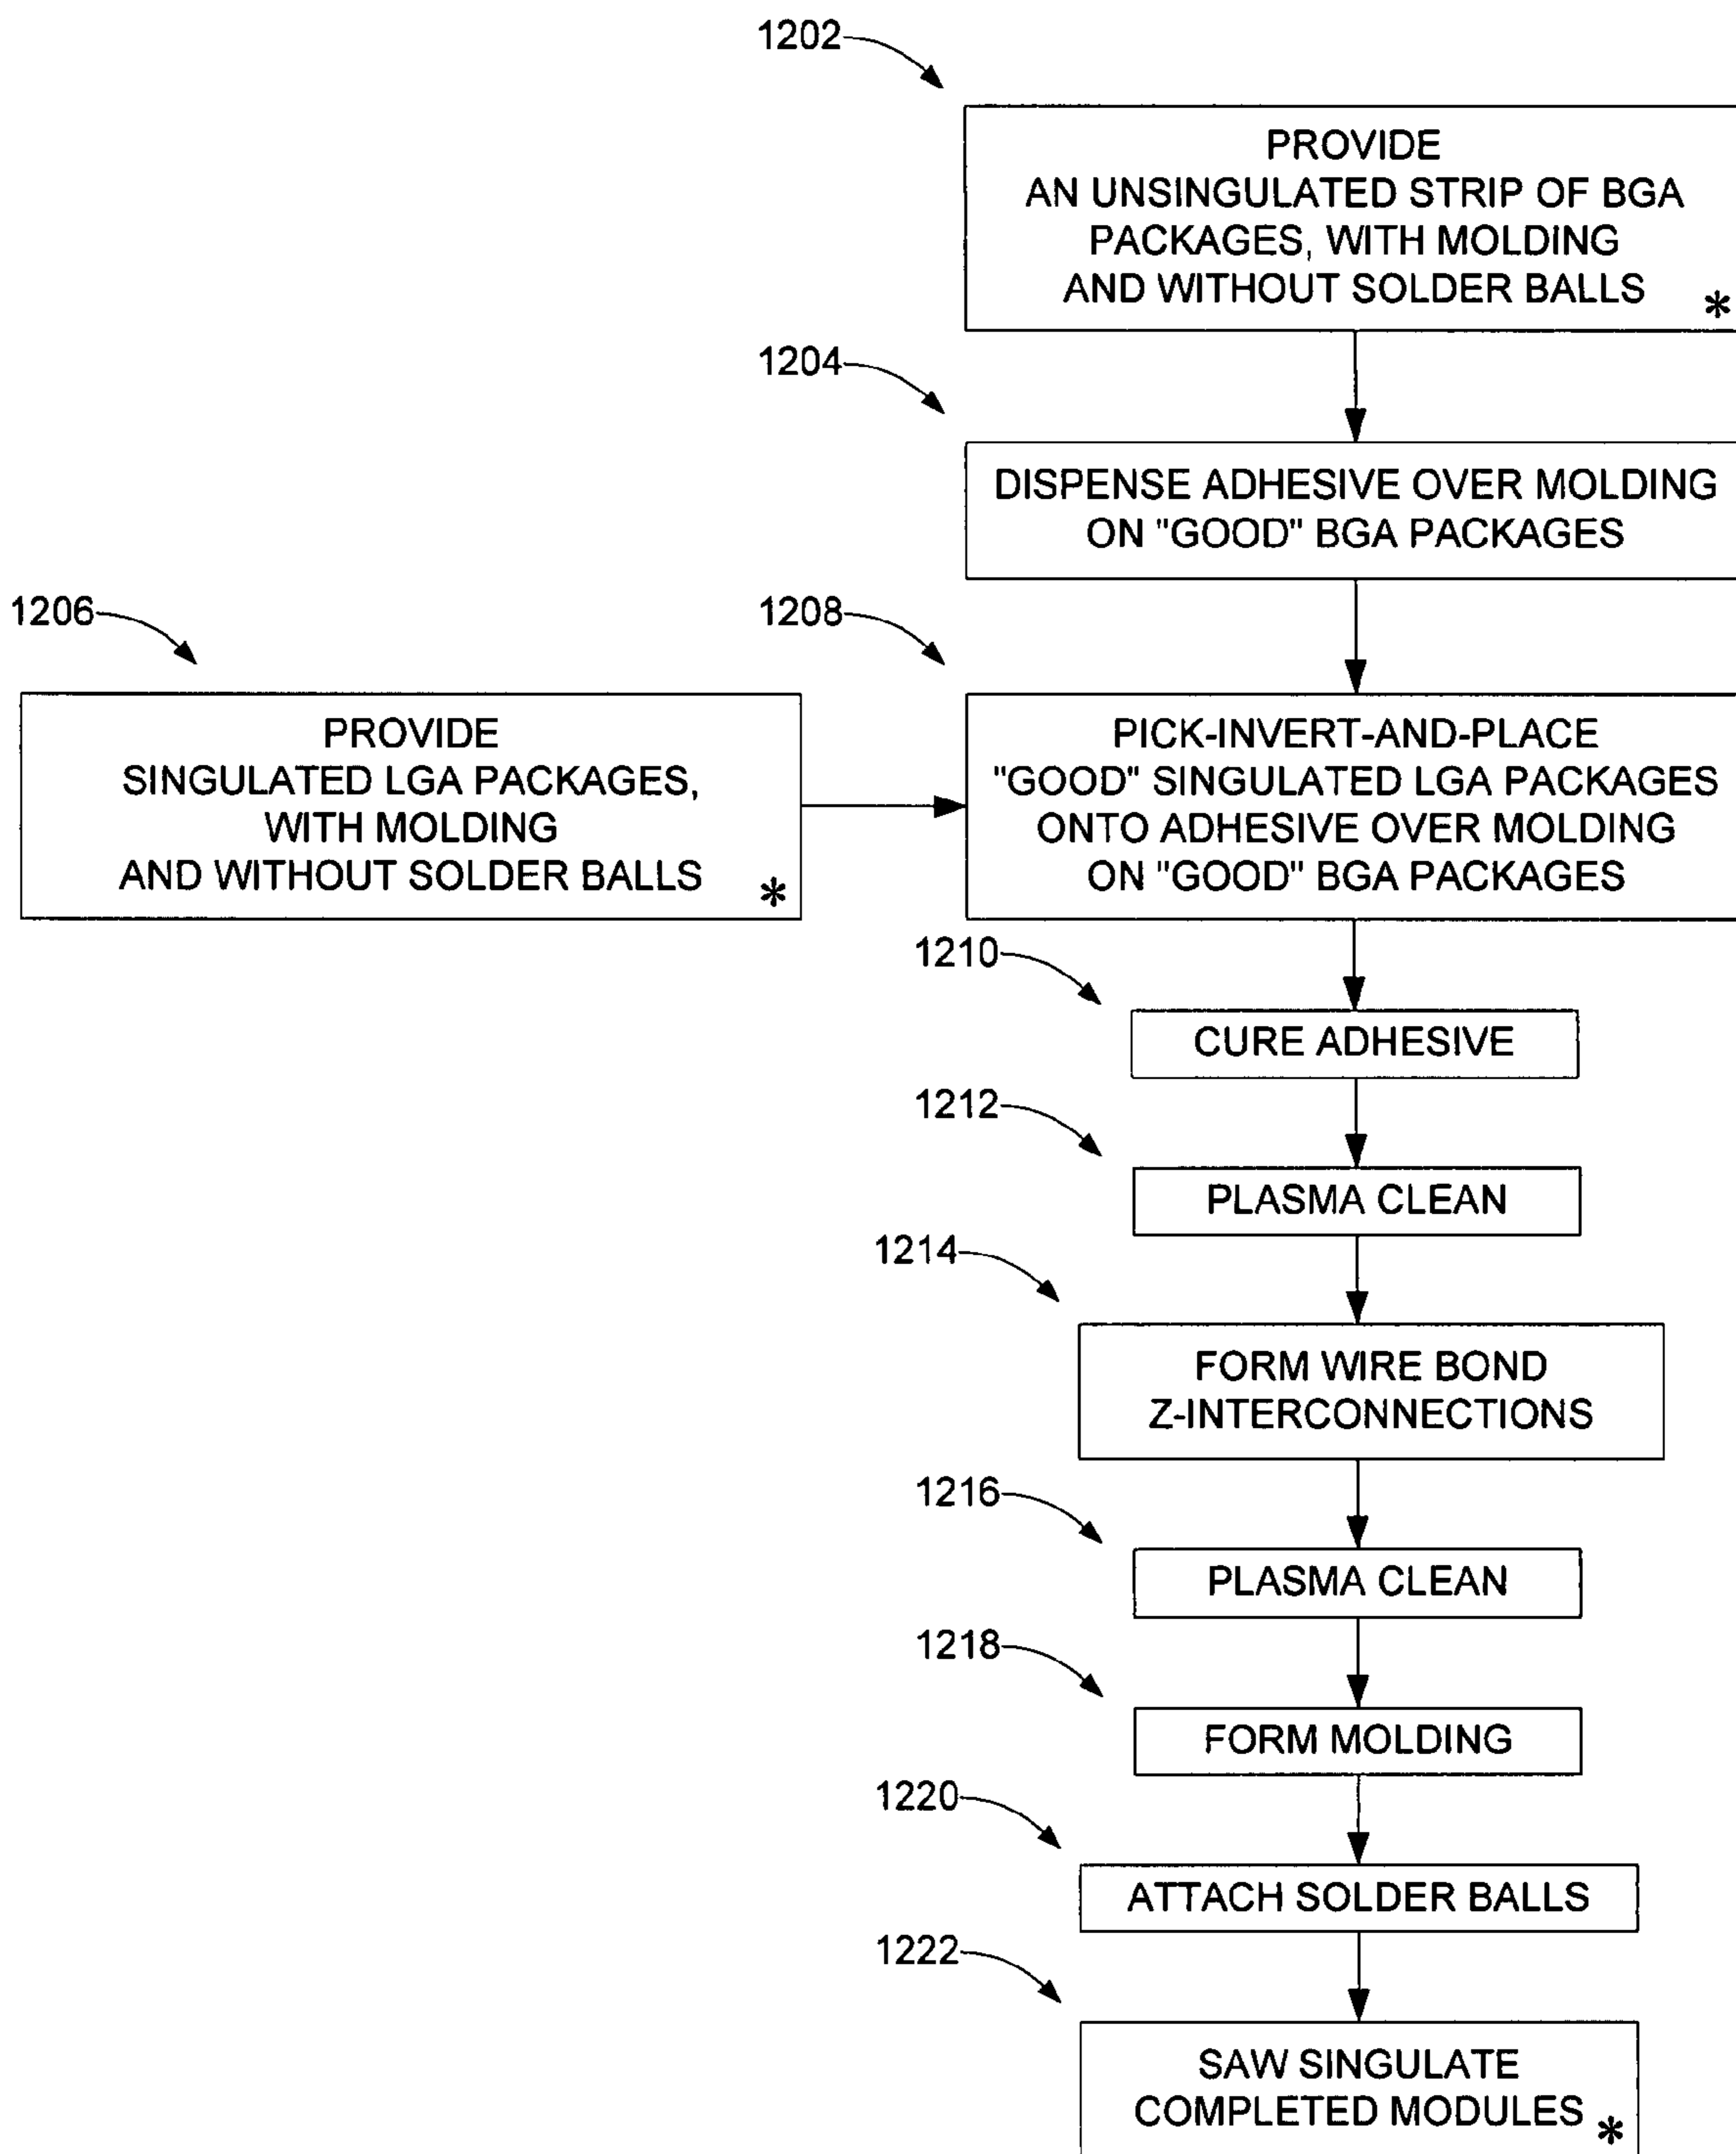 1202
PROVIDE
AN UNSINGULATED STRIP OF BGA
PACKAGES, WITH MOLDING
AND WITHOUT SOLDER BALLS *
1204
DISPENSE ADHESIVE OVER MOLDING
ON "GOOD" BGA PACKAGES
1206
PROVIDE
SINGULATED LGA PACKAGES,
WITH MOLDING
AND WITHOUT SOLDER BALLS *
1208
PICK-INVERT-AND-PLACE
"GOOD" SINGULATED LGA PACKAGES
ONTO ADHESIVE OVER MOLDING
ON "GOOD" BGA PACKAGES
1210
CURE ADHESIVE
1212
PLASMA CLEAN
1214
FORM WIRE BOND
Z-INTERCONNECTIONS
1216
PLASMA CLEAN
1218
FORM MOLDING
1220
ATTACH SOLDER BALLS
1222
SAW SINGULATE
COMPLETED MODULES *